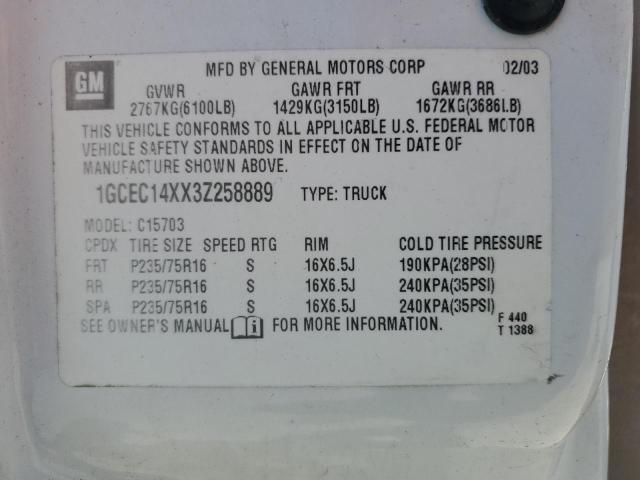 GM
MFD BY GENERAL MOTORS CORP 02/03
GVWR GAWR FRT GAWR RR
2767KG(6100LB) 1429KG(3150LB) 1672KG(3686LB)
THIS VEHICLE CONFORMS TO ALL APPLICABLE U.S. FEDERAL MOTOR
VEHICLE SAFETY STANDARDS IN EFFECT ON THE DATE OF
MANUFACTURE SHOWN ABOVE.
1GCEC14XX3Z258889 TYPE: TRUCK
MODEL: C15703
CPDX TIRE SIZE SPEED RTG RIM COLD TIRE PRESSURE
FRT P235/75R16 S 16X6.5J 190KPA(28PSI)
RR P235/75R16 S 16X6.5J 240KPA(35PSI)
SPA P235/75R16 S 16X6.5J 240KPA(35PSI)
SEE OWNER'S MANUAL i FOR MORE INFORMATION.
F 440
T 1388